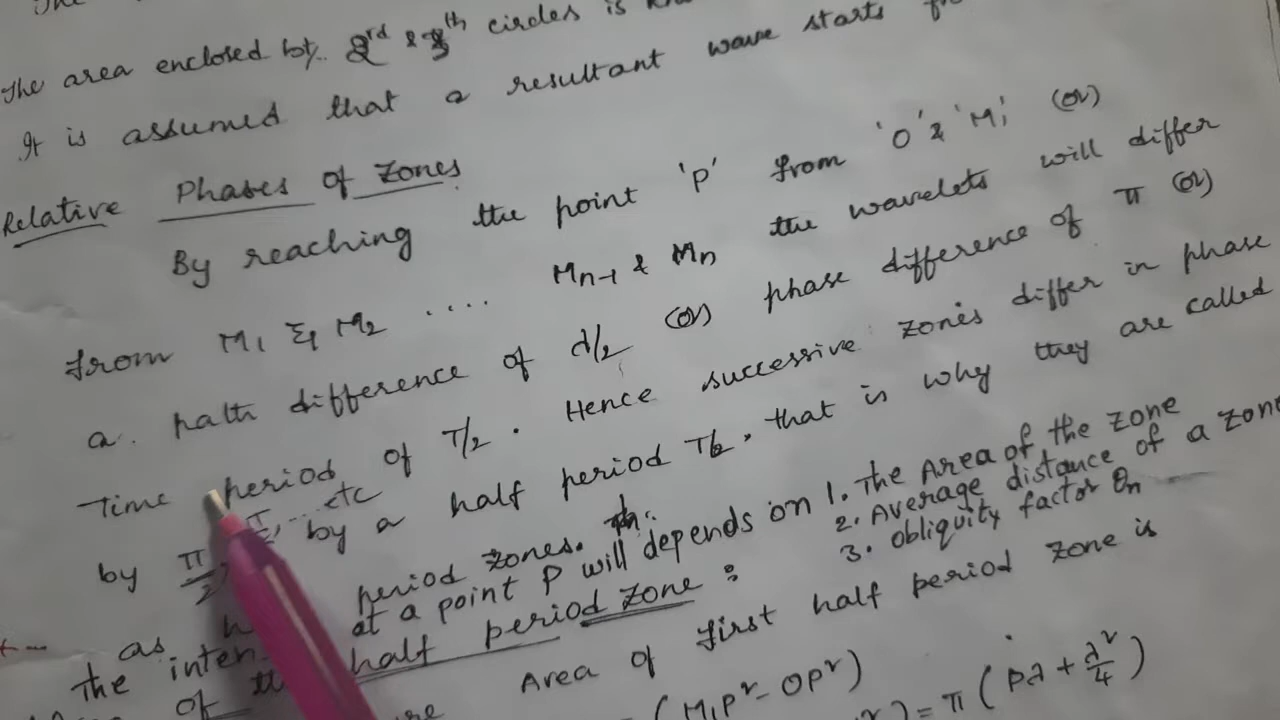 The
The area enclosed by 2rd & 3th circles is
It is assumed that a resultant wave starts
Relative Phases of Zones
By reaching the point 'P' from 'O' & 'M₁' (or)
from M₁ & M₂ .... Mn-1 & Mn the wavelets will differ
a path difference of λ/2 (or) phase difference of π (or)
Time period of T/2. Hence successive zones differ in phase
by π/2, ... etc by a half period T/2, that is why they are called
as period zones.
The at a point P will depends on 1. The Area of the zone
2. Average distance of a zone
3. obliquity factor θn
of half period zone :
Area of first half period zone is
(M₁P² - OP²)
) = π (Pλ + λ²/4)